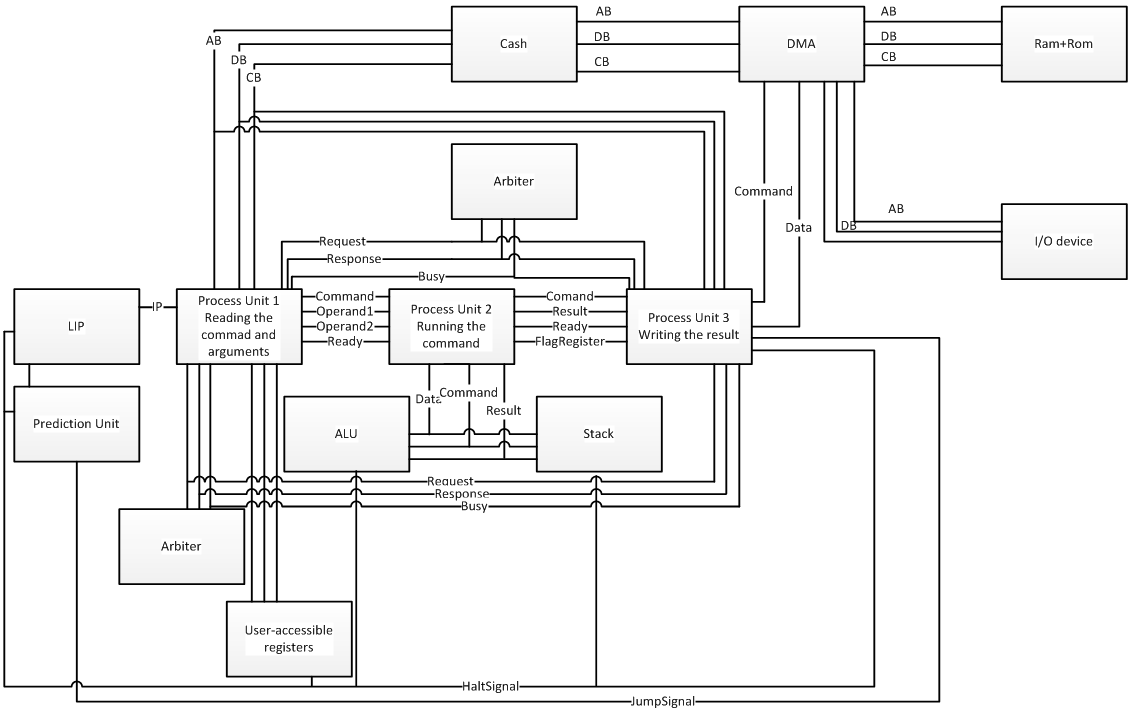 AB
AB
Cash
DMA
Ram+Rom
AB
DB
DB
DB
CB
CB
CB
Arbiter
Command
AB
Data
DB
I/O device
Request
Response
Busy
LIP
IP
Process Unit 1
Reading the
commad and
arguments
Command
Operand1
Operand2
Ready
Process Unit 2
Running the
command
Comand
Result
Ready
FlagRegister
Process Unit 3
Writing the result
Prediction Unit
Data
Command
Result
ALU
Stack
Request
Response
Busy
Arbiter
User-accessible
registers
HaltSignal
JumpSignal